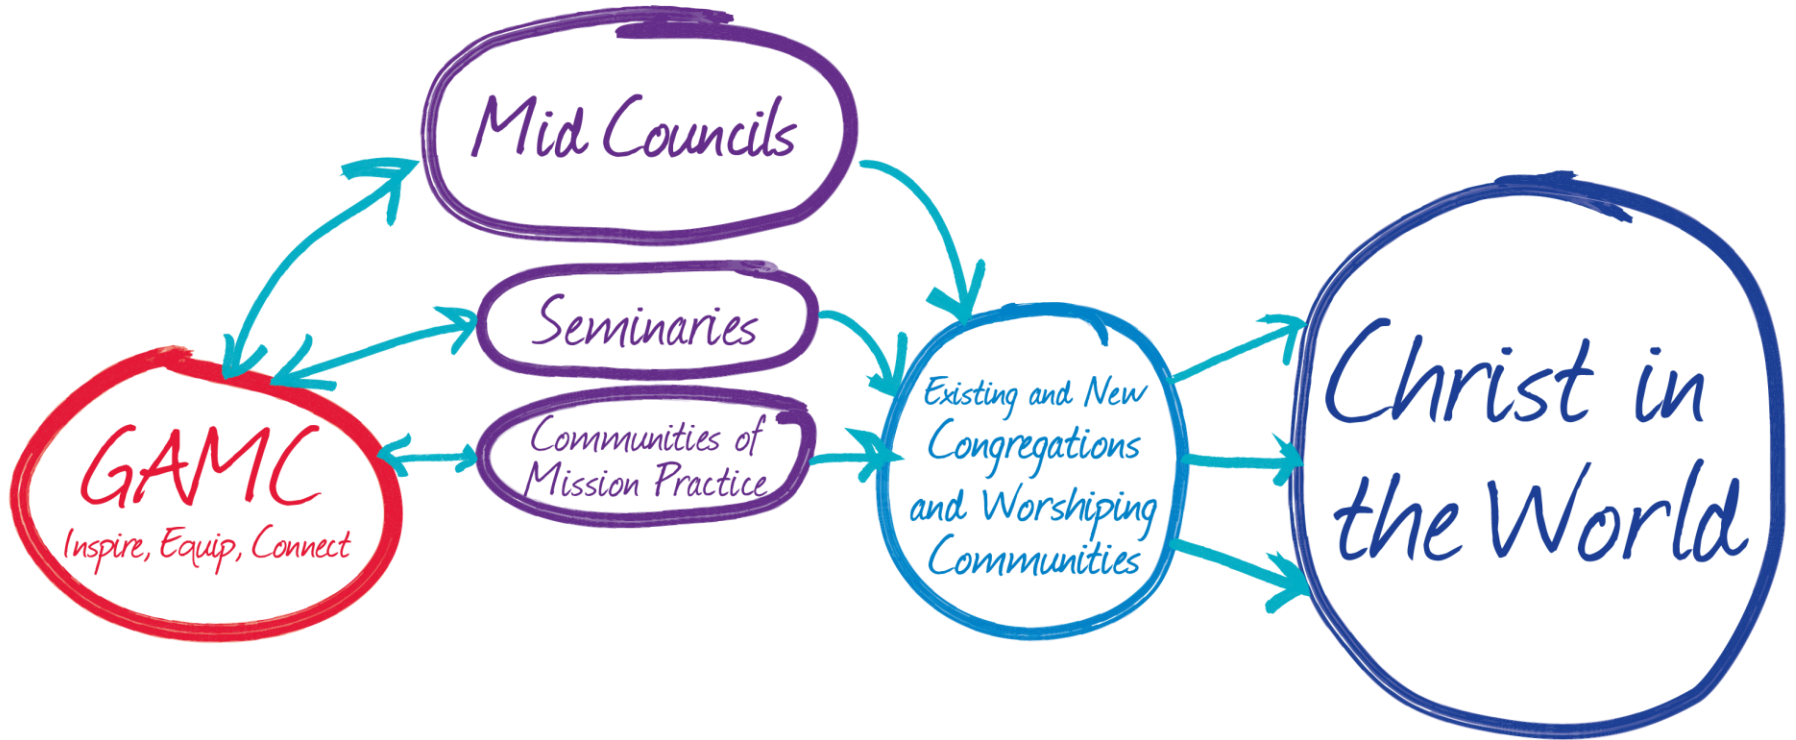 Mid Councils
Seminaries
Communities of
Mission Practice
GAMC
Inspire, Equip, Connect
Existing and New
Congregations
and Worshiping
Communities
Christ in
the World